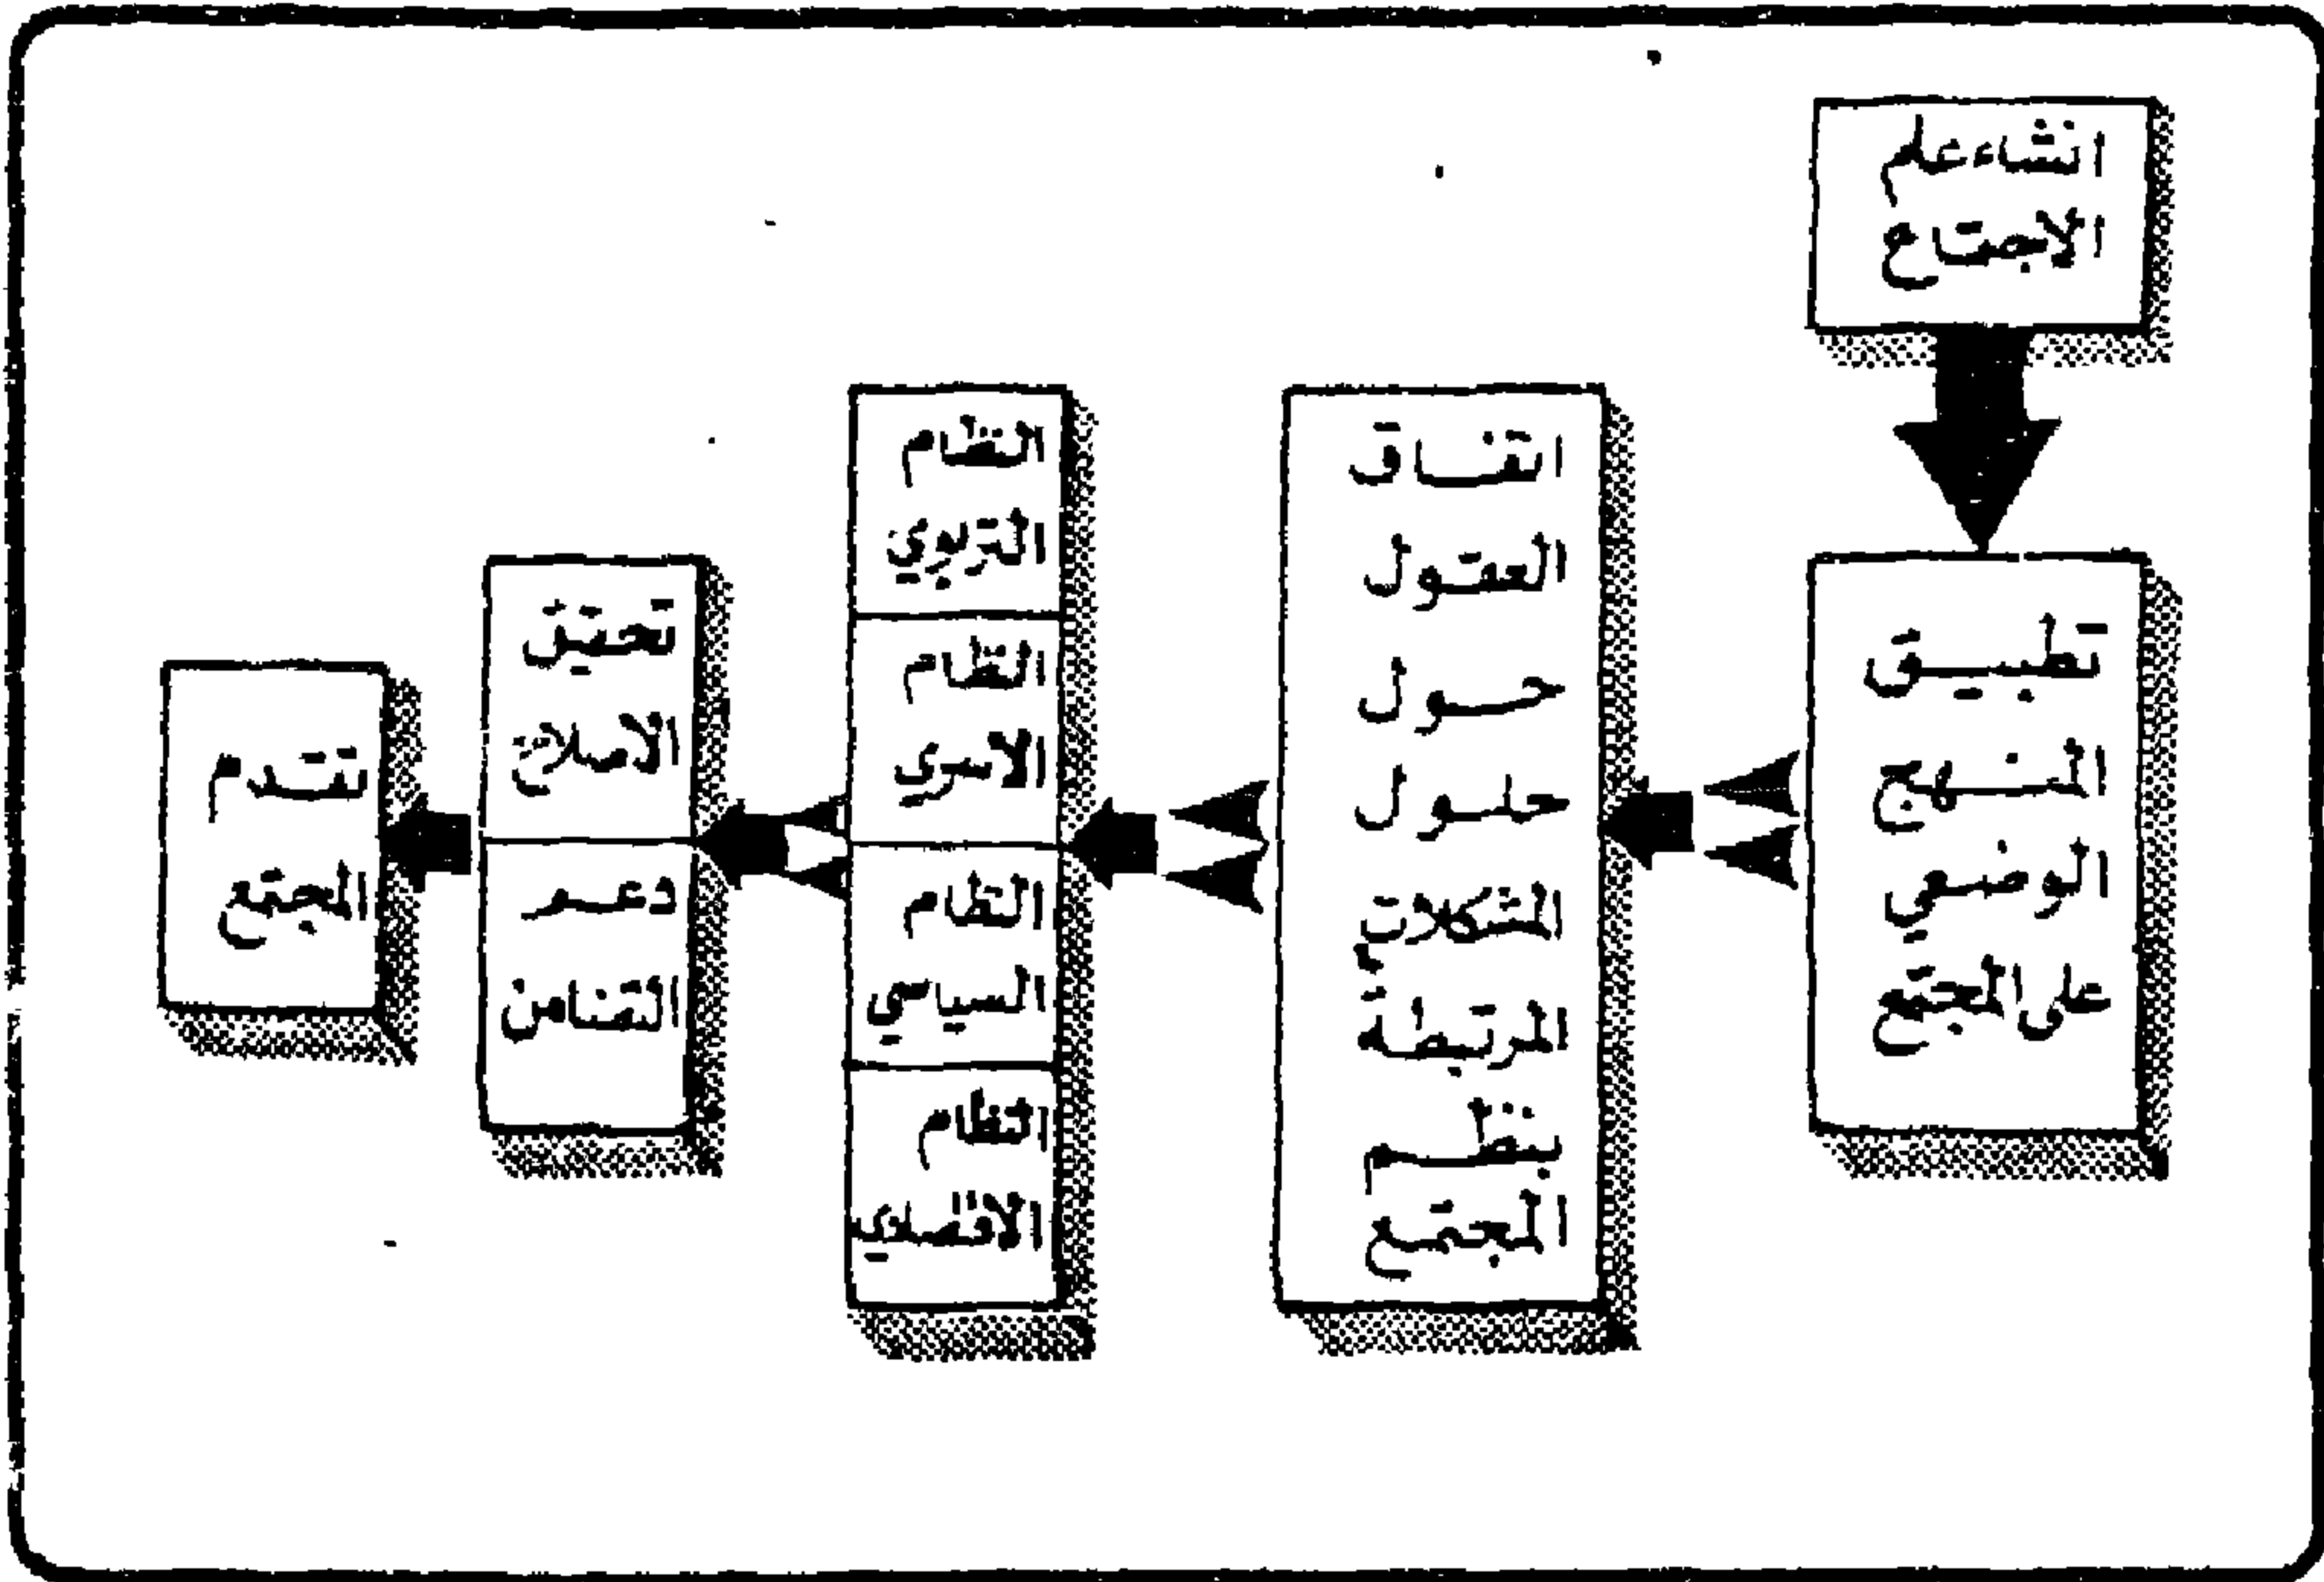 انشاء علم
الاجتماع
تطبيق
المنهج
الوضعي
على المجتمع
اتفاق
العقول
حول
حلول
المشكلات
المرتبطة
بنظم
المجتمع
النظام
التربوي
النظام
الاسرى
النظام
السياسي
النظام
الاقتصادي
تحقيق
الاصلاح
دعم
التضامن
تقدم
المجتمع